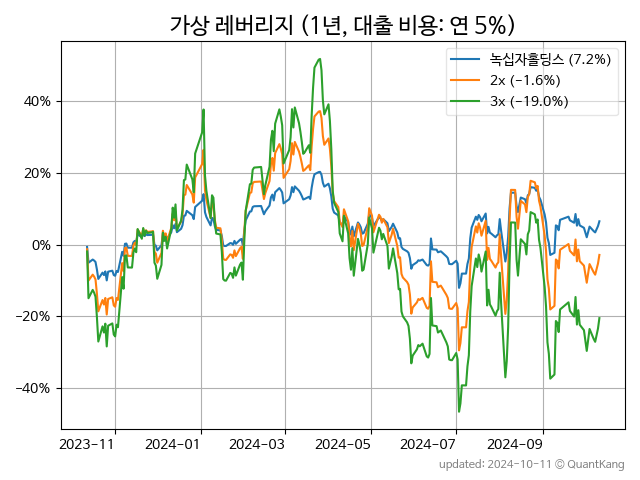 가상 레버리지 (1년, 대출 비용: 연 5%)
녹십자홀딩스 (7.2%)
2x (−1.6%)
3x (−19.0%)
40%
20%
0%
−20%
−40%
2023-11 2024-01 2024-03 2024-05 2024-07 2024-09
updated: 2024-10-11 © QuantKang